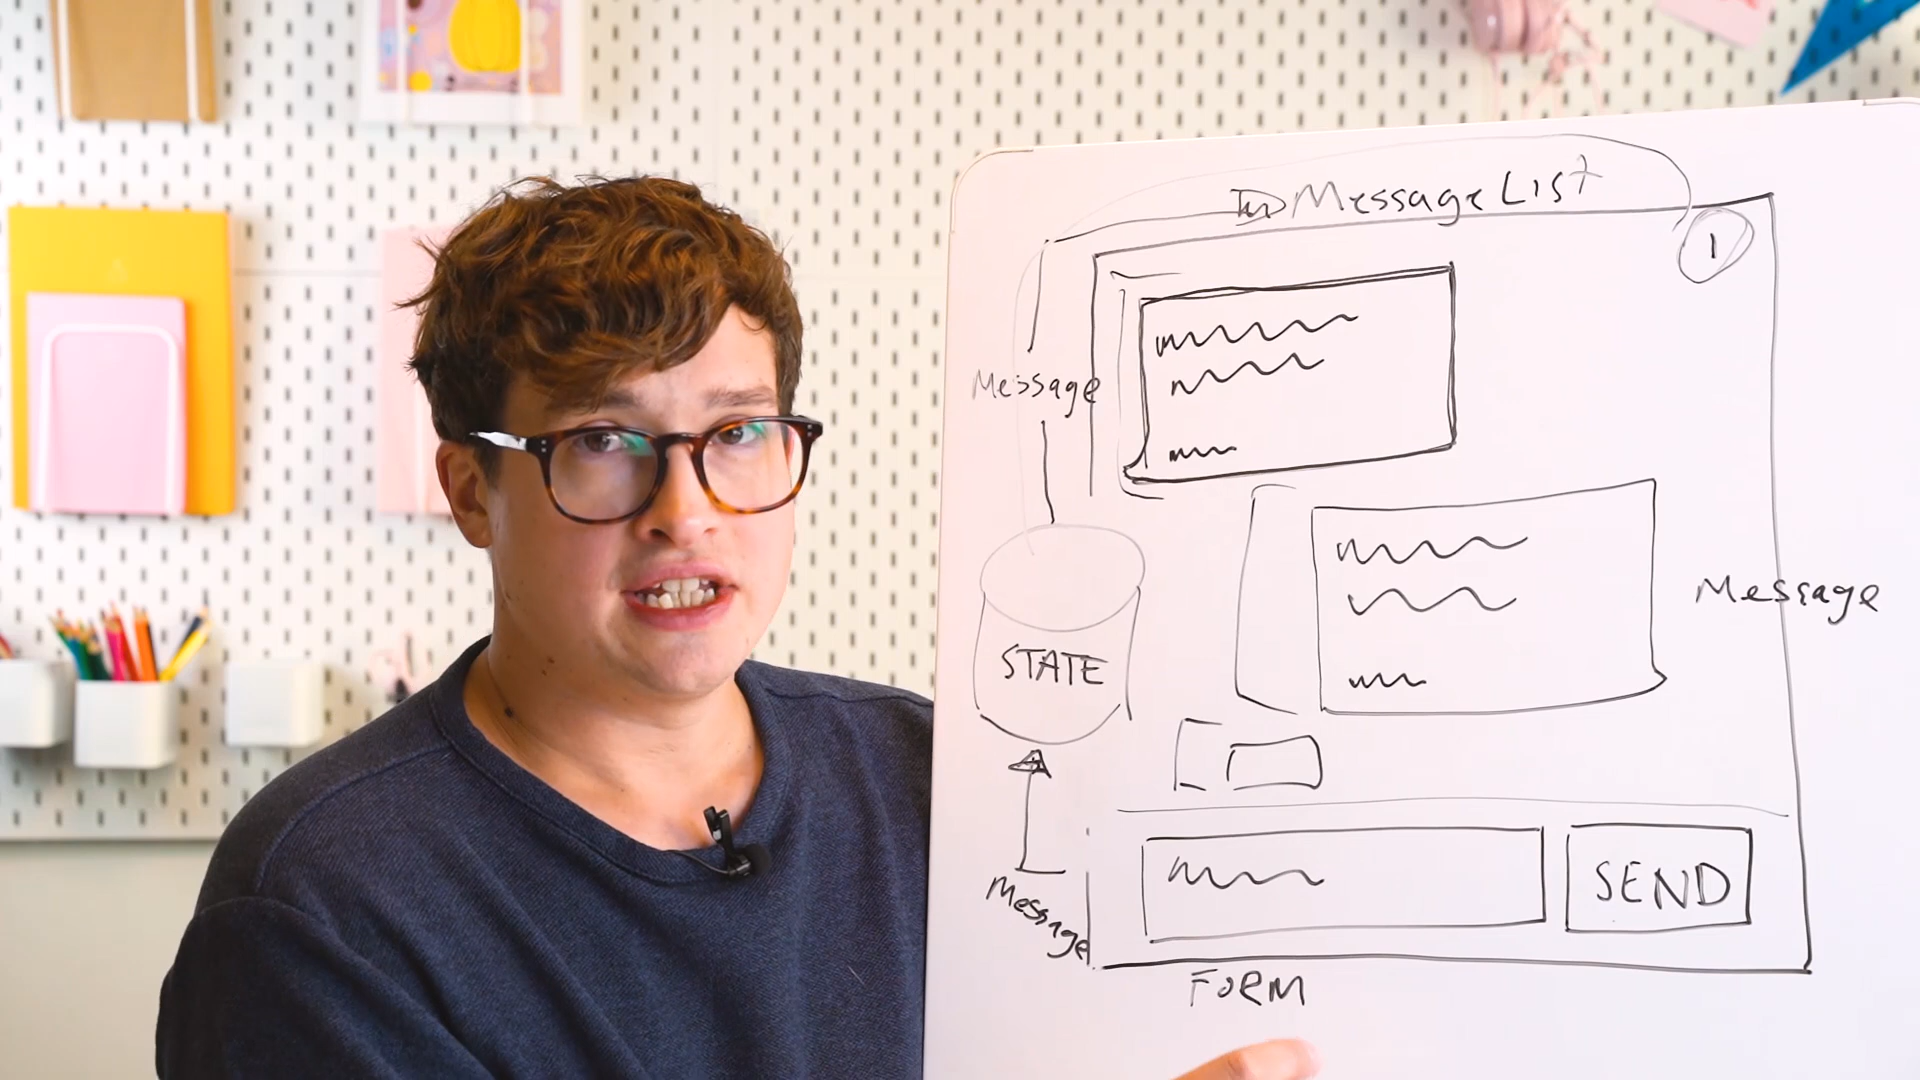 MessageList
1
Message
Message
STATE
SEND
Message
FORM